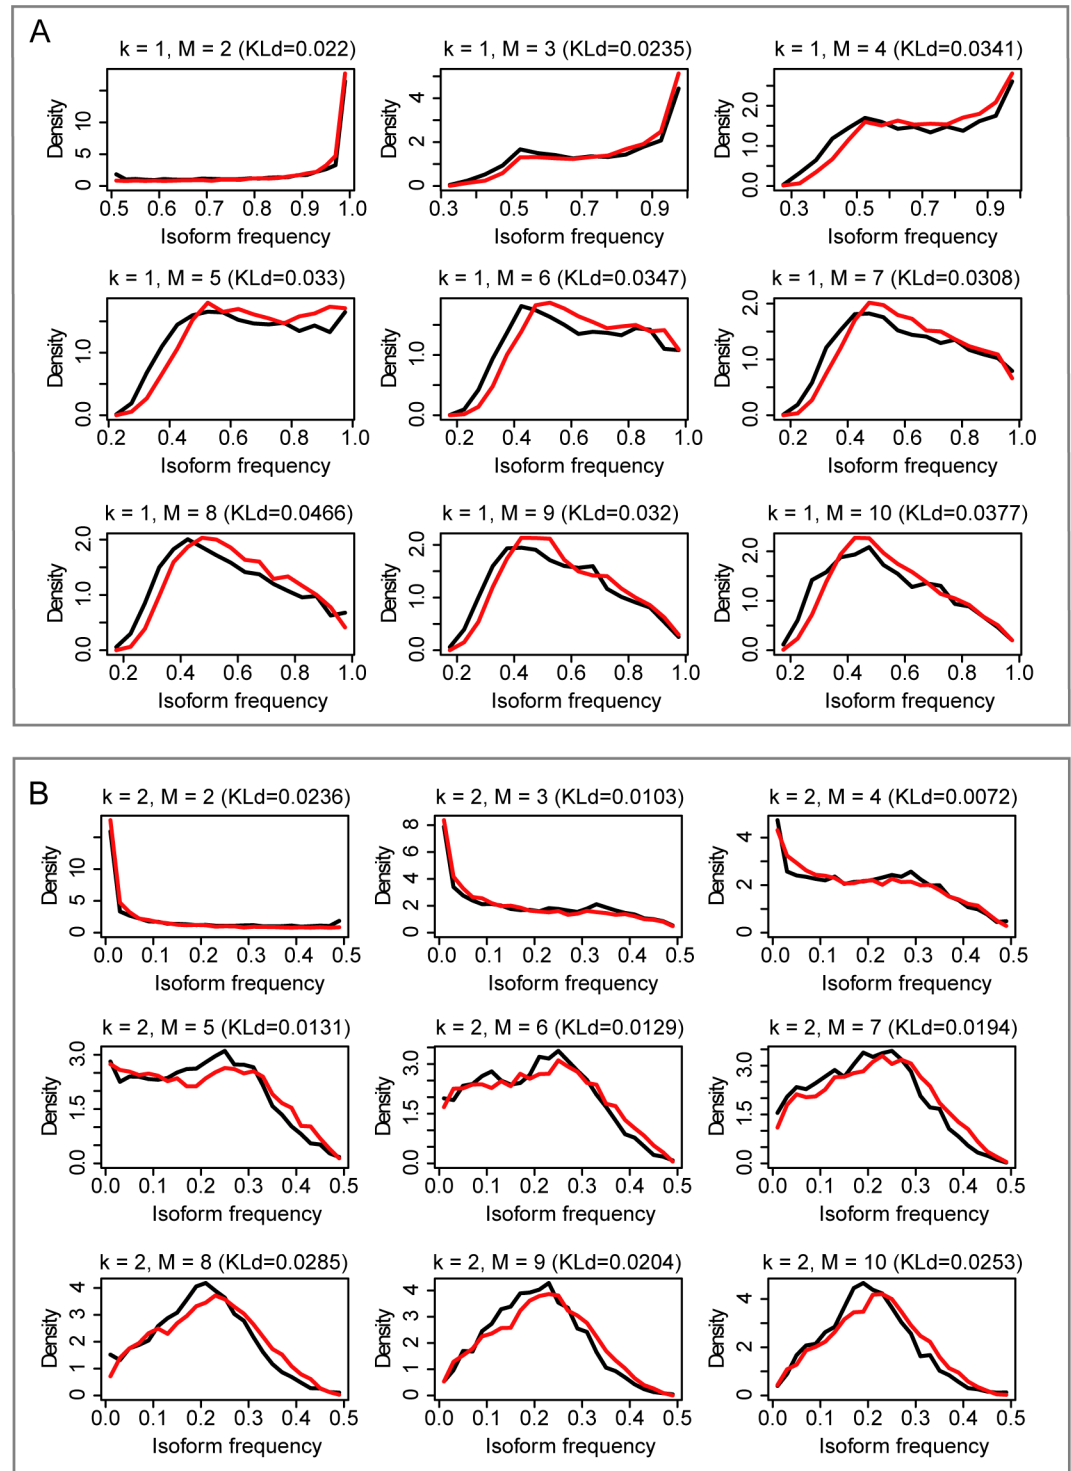 A
k = 1, M = 2 (KLd=0.022)
k = 1, M = 3 (KLd=0.0235)
k = 1, M = 4 (KLd=0.0341)
Density
0 5 10
0.5 0.6 0.7 0.8 0.9 1.0
Isoform frequency
Density
0 2 4
0.3 0.5 0.7 0.9
Isoform frequency
Density
0.0 1.0 2.0
0.3 0.5 0.7 0.9
Isoform frequency
k = 1, M = 5 (KLd=0.033)
k = 1, M = 6 (KLd=0.0347)
k = 1, M = 7 (KLd=0.0308)
Density
0.0 1.0
0.2 0.4 0.6 0.8 1.0
Isoform frequency
Density
0.0 1.0
0.2 0.4 0.6 0.8 1.0
Isoform frequency
Density
0.0 1.0 2.0
0.2 0.4 0.6 0.8 1.0
Isoform frequency
k = 1, M = 8 (KLd=0.0466)
k = 1, M = 9 (KLd=0.032)
k = 1, M = 10 (KLd=0.0377)
Density
0.0 1.0 2.0
0.2 0.4 0.6 0.8 1.0
Isoform frequency
Density
0.0 1.0 2.0
0.2 0.4 0.6 0.8 1.0
Isoform frequency
Density
0.0 1.0 2.0
0.2 0.4 0.6 0.8 1.0
Isoform frequency
B
k = 2, M = 2 (KLd=0.0236)
k = 2, M = 3 (KLd=0.0103)
k = 2, M = 4 (KLd=0.0072)
Density
0 5 10
0.0 0.1 0.2 0.3 0.4 0.5
Isoform frequency
Density
0 2 4 6 8
0.0 0.1 0.2 0.3 0.4 0.5
Isoform frequency
Density
0 2 4
0.0 0.1 0.2 0.3 0.4 0.5
Isoform frequency
k = 2, M = 5 (KLd=0.0131)
k = 2, M = 6 (KLd=0.0129)
k = 2, M = 7 (KLd=0.0194)
Density
0.0 1.5 3.0
0.0 0.1 0.2 0.3 0.4 0.5
Isoform frequency
Density
0.0 1.5 3.0
0.0 0.1 0.2 0.3 0.4 0.5
Isoform frequency
Density
0.0 1.5 3.0
0.0 0.1 0.2 0.3 0.4 0.5
Isoform frequency
k = 2, M = 8 (KLd=0.0285)
k = 2, M = 9 (KLd=0.0204)
k = 2, M = 10 (KLd=0.0253)
Density
0 1 2 3 4
0.0 0.1 0.2 0.3 0.4 0.5
Isoform frequency
Density
0 1 2 3 4
0.0 0.1 0.2 0.3 0.4 0.5
Isoform frequency
Density
0 2 4
0.0 0.1 0.2 0.3 0.4 0.5
Isoform frequency